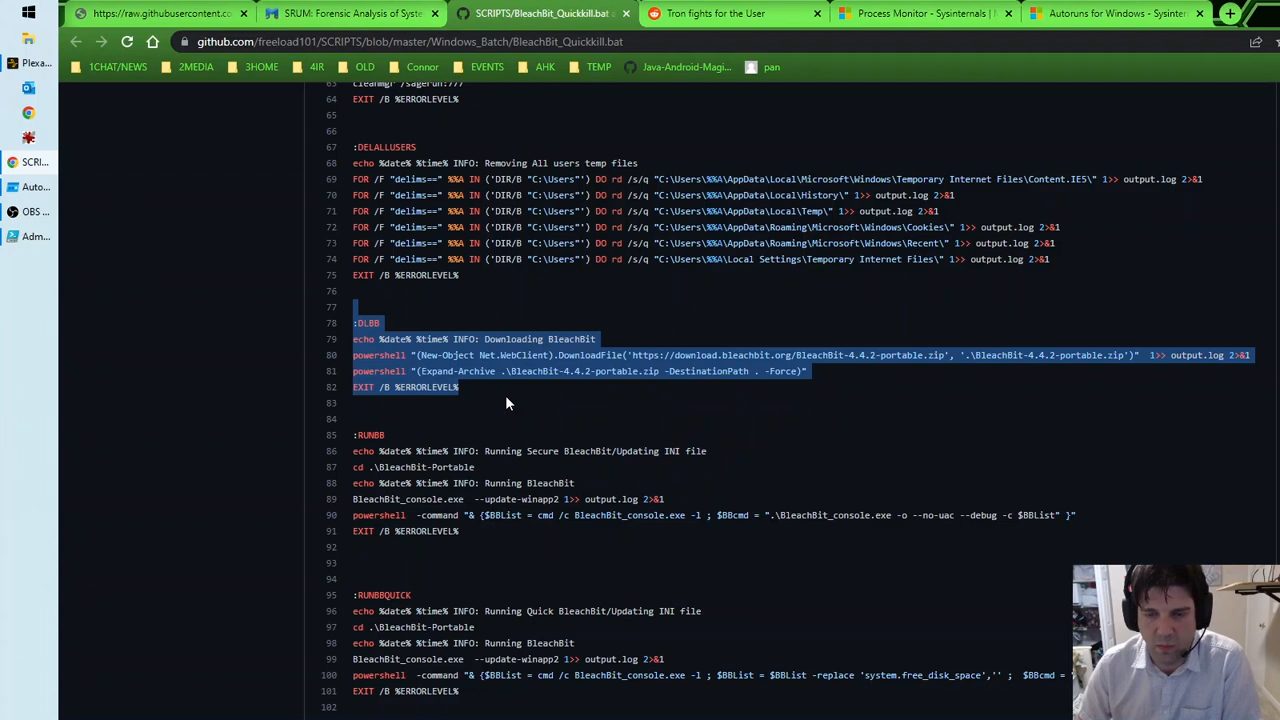 https://raw.githubusercontent.co
SRUM: Forensic Analysis of Syste
SCRIPTS/BleachBit_Quickkill.bat a
Tron fights for the User
Process Monitor - Sysinternals | M
Autoruns for Windows - Sysintern
github.com/freeload101/SCRIPTS/blob/master/Windows_Batch/BleachBit_Quickkill.bat
1CHAT/NEWS
2MEDIA
3HOME
4IR
OLD
Connor
EVENTS
AHK
TEMP
Java-Android-Magi...
pan
Plexa...
SCRI...
Auto...
OBS ...
Adm...
63 cleanmgr /sagerun:777
64 EXIT /B %ERRORLEVEL%
65
66
67 :DELALLUSERS
68 echo %date% %time% INFO: Removing All users temp files
69 FOR /F "delims==" %%A IN ('DIR/B "C:\Users"') DO rd /s/q "C:\Users\%%A\AppData\Local\Microsoft\Windows\Temporary Internet Files\Content.IE5\" 1>> output.log 2>&1
70 FOR /F "delims==" %%A IN ('DIR/B "C:\Users"') DO rd /s/q "C:\Users\%%A\AppData\Local\History\" 1>> output.log 2>&1
71 FOR /F "delims==" %%A IN ('DIR/B "C:\Users"') DO rd /s/q "C:\Users\%%A\AppData\Local\Temp\" 1>> output.log 2>&1
72 FOR /F "delims==" %%A IN ('DIR/B "C:\Users"') DO rd /s/q "C:\Users\%%A\AppData\Roaming\Microsoft\Windows\Cookies\" 1>> output.log 2>&1
73 FOR /F "delims==" %%A IN ('DIR/B "C:\Users"') DO rd /s/q "C:\Users\%%A\AppData\Roaming\Microsoft\Windows\Recent\" 1>> output.log 2>&1
74 FOR /F "delims==" %%A IN ('DIR/B "C:\Users"') DO rd /s/q "C:\Users\%%A\Local Settings\Temporary Internet Files\" 1>> output.log 2>&1
75 EXIT /B %ERRORLEVEL%
76
77
78 :DLBB
79 echo %date% %time% INFO: Downloading BleachBit
80 powershell "(New-Object Net.WebClient).DownloadFile('https://download.bleachbit.org/BleachBit-4.4.2-portable.zip', '.\BleachBit-4.4.2-portable.zip')" 1>> output.log 2>&1
81 powershell "(Expand-Archive .\BleachBit-4.4.2-portable.zip -DestinationPath . -Force)"
82 EXIT /B %ERRORLEVEL%
83
84
85 :RUNBB
86 echo %date% %time% INFO: Running Secure BleachBit/Updating INI file
87 cd .\BleachBit-Portable
88 echo %date% %time% INFO: Running BleachBit
89 BleachBit_console.exe --update-winapp2 1>> output.log 2>&1
90 powershell -command "& {$BBList = cmd /c BleachBit_console.exe -l ; $BBcmd = ".\BleachBit_console.exe -o --no-uac --debug -c $BBList" }"
91 EXIT /B %ERRORLEVEL%
92
93
94
95 :RUNBBQUICK
96 echo %date% %time% INFO: Running Quick BleachBit/Updating INI file
97 cd .\BleachBit-Portable
98 echo %date% %time% INFO: Running BleachBit
99 BleachBit_console.exe --update-winapp2 1>> output.log 2>&1
100 powershell -command "& {$BBList = cmd /c BleachBit_console.exe -l ; $BBList = $BBList -replace 'system.free_disk_space','' ; $BBcmd =
101 EXIT /B %ERRORLEVEL%
102